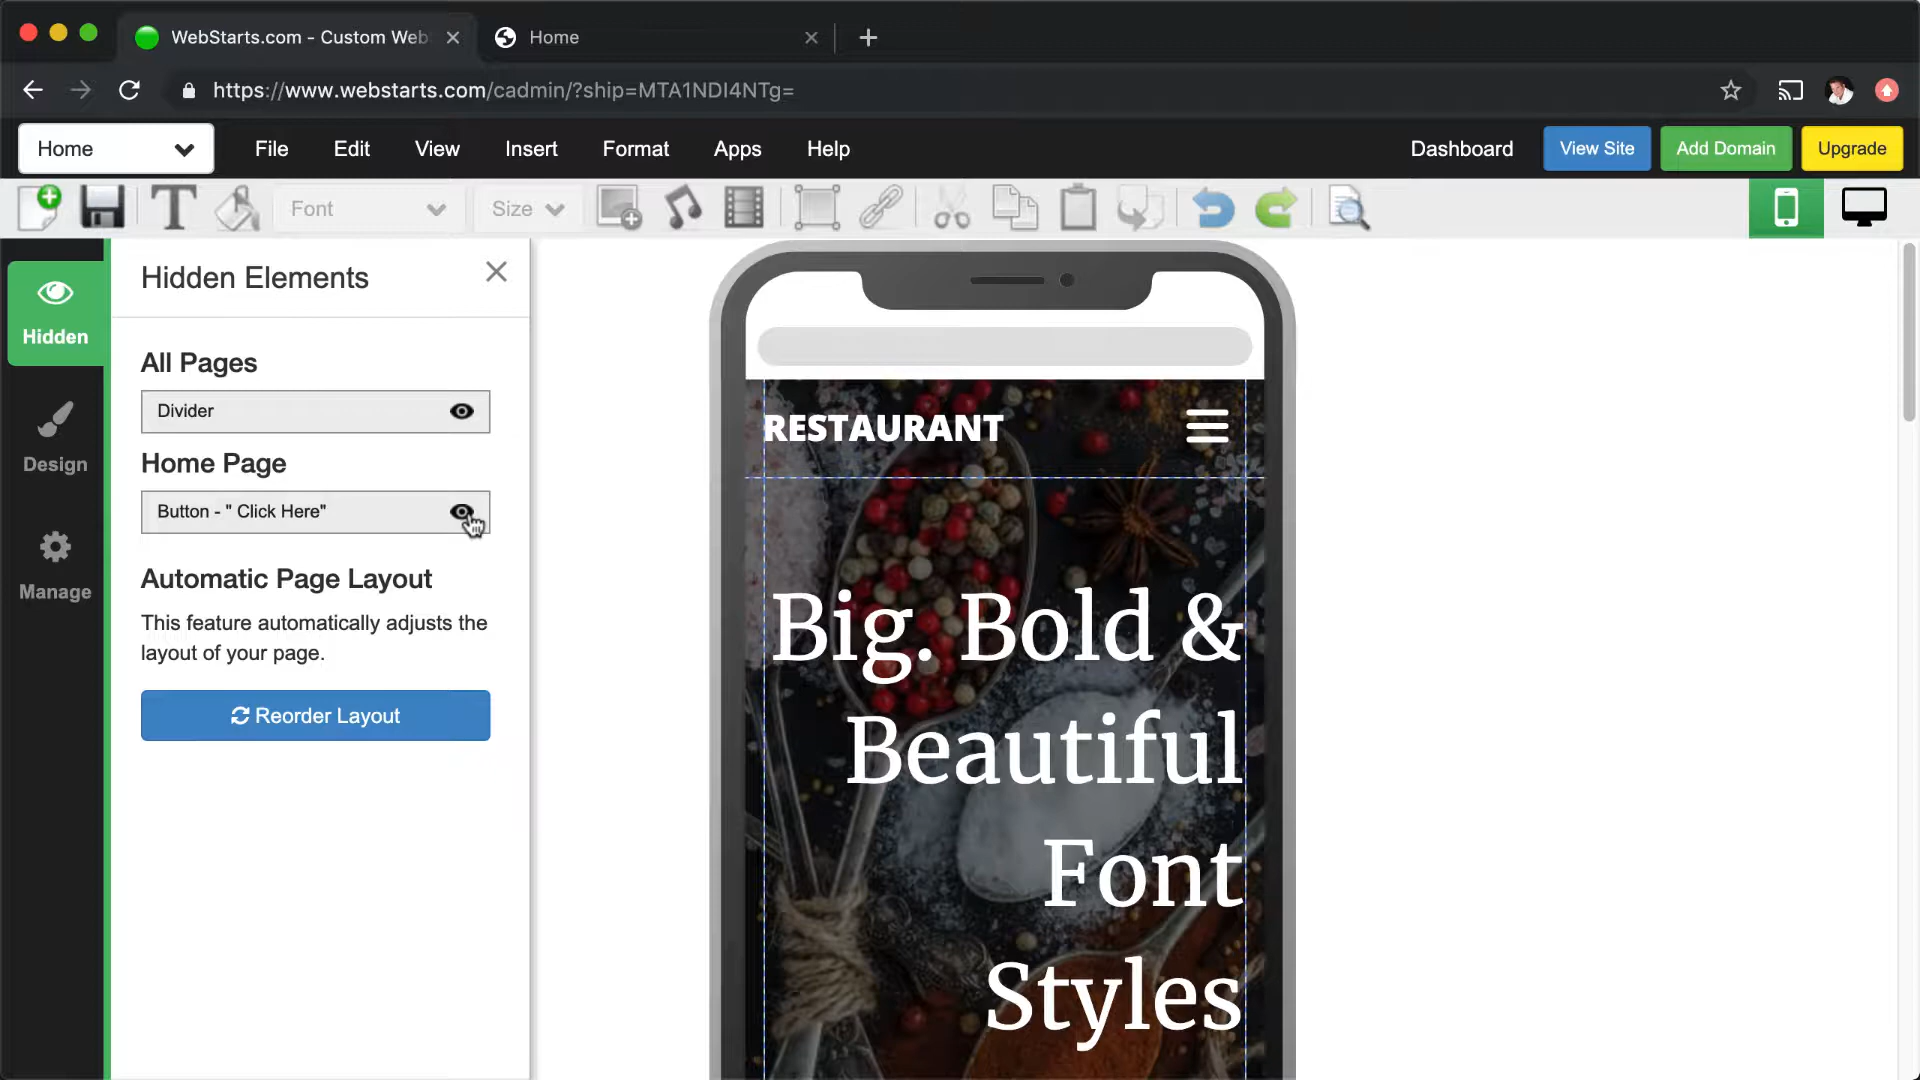 WebStarts.com - Custom Web
Home
https://www.webstarts.com/cadmin/?ship=MTA1NDI4NTg=
Home
File
Edit
View
Insert
Format
Apps
Help
Dashboard
View Site
Add Domain
Upgrade
T
Font
Size
Hidden
Design
Manage
Hidden Elements
All Pages
Divider
Home Page
Button - " Click Here"
Automatic Page Layout
This feature automatically adjusts the
layout of your page.
Reorder Layout
RESTAURANT
Big. Bold &
Beautiful
Font
Styles